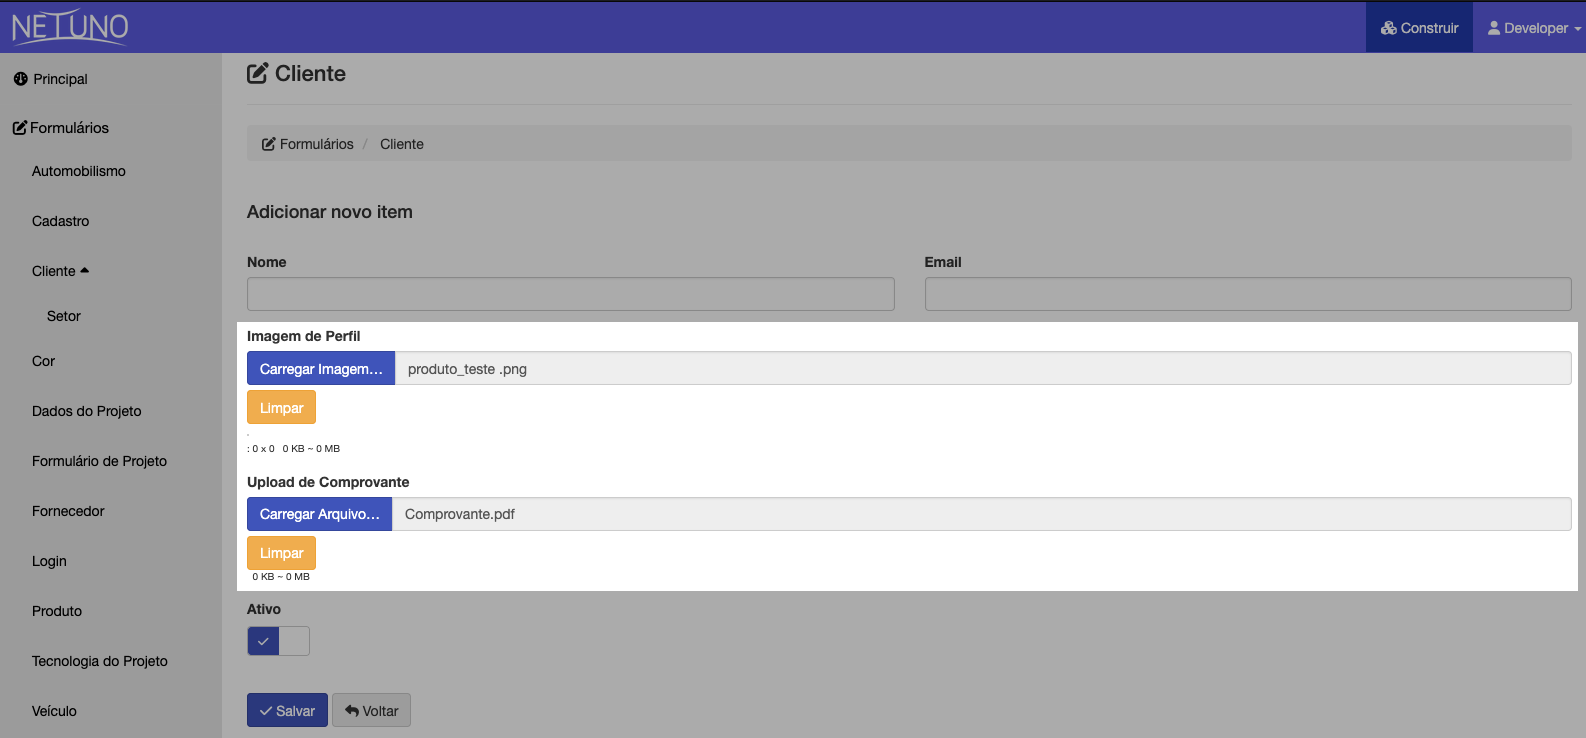 NETUNO
Construir
Developer
Principal
Formulários
Automobilismo
Cadastro
Cliente
Setor
Cor
Dados do Projeto
Formulário de Projeto
Fornecedor
Login
Produto
Tecnologia do Projeto
Veículo
Cliente
Formulários / Cliente
Adicionar novo item
Nome
Email
Imagem de Perfil
Carregar Imagem... produto_teste .png
Limpar
.
: 0 x 0 0 KB ~ 0 MB
Upload de Comprovante
Carregar Arquivo... Comprovante.pdf
Limpar
0 KB ~ 0 MB
Ativo
Salvar
Voltar